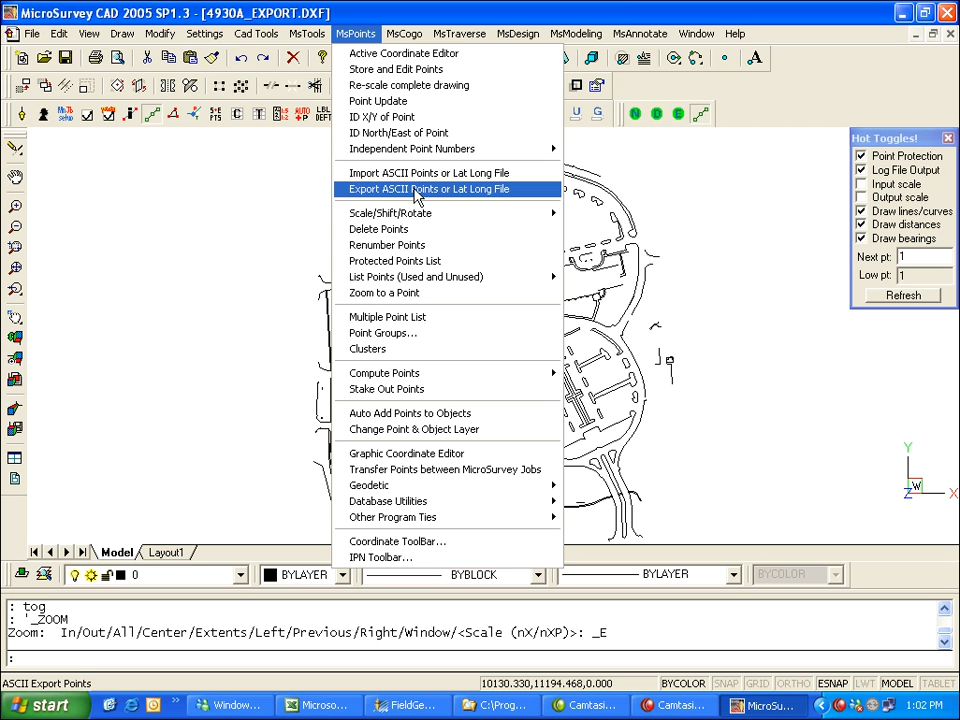 MicroSurvey CAD 2005 SP1.3 - [4930A_EXPORT.DXF]
File Edit View Draw Modify Settings Cad Tools MsTools MsPoints MsCogo MsTraverse MsDesign MsModeling MsAnnotate Window Help
Active Coordinate Editor
Store and Edit Points
Re-scale complete drawing
Point Update
ID X/Y of Point
ID North/East of Point
Independent Point Numbers
Import ASCII Points or Lat Long File
Export ASCII Points or Lat Long File
Scale/Shift/Rotate
Delete Points
Renumber Points
Protected Points List
List Points (Used and Unused)
Zoom to a Point
Multiple Point List
Point Groups...
Clusters
Compute Points
Stake Out Points
Auto Add Points to Objects
Change Point & Object Layer
Graphic Coordinate Editor
Transfer Points between MicroSurvey Jobs
Geodetic
Database Utilities
Other Program Ties
Coordinate ToolBar...
IPN Toolbar...
Hot Toggles!
Point Protection
Log File Output
Input scale
Output scale
Draw lines/curves
Draw distances
Draw bearings
Next pt: 1
Low pt: 1
Refresh
Y
W
Z X
Model Layout1
0 BYLAYER BYBLOCK BYLAYER BYCOLOR
: tog
: '_ZOOM
Zoom: In/Out/All/Center/Extents/Left/Previous/Right/Window/<Scale (nX/nXP)>: _E
:
ASCII Export Points 10130.330,11194.468,0.000 BYCOLOR SNAP GRID ORTHO ESNAP LWT MODEL TABLET
start Window... Microso... FieldGe... C:\Prog... Camtasi... Camtasi... MicroSu... 1:02 PM